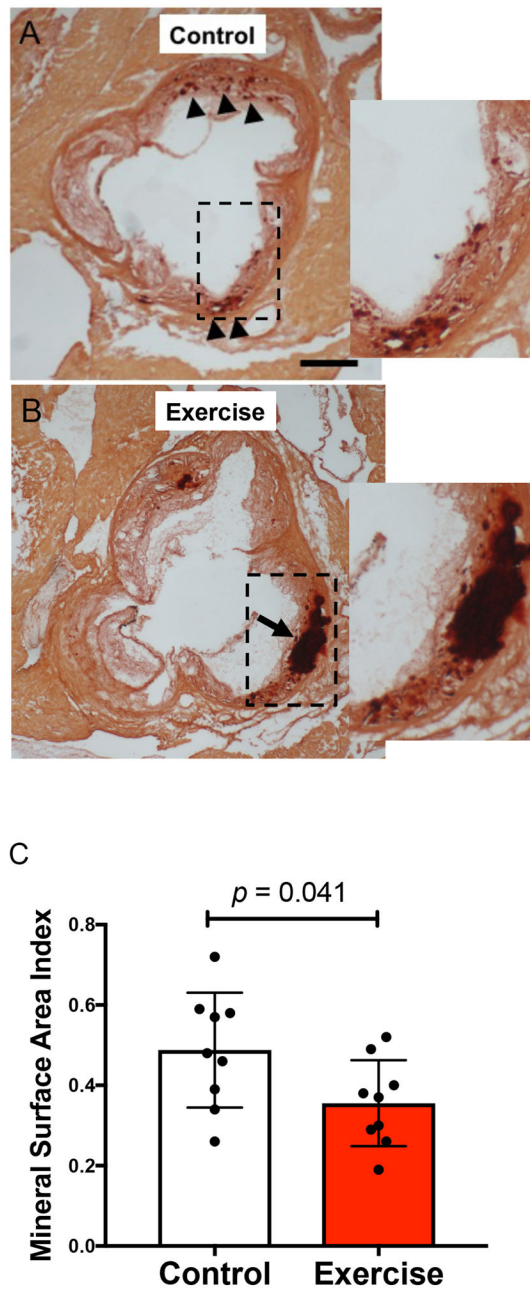 A
Control
B
Exercise
C
p = 0.041
Mineral Surface Area Index
0.8
0.6
0.4
0.2
0.0
Control
Exercise